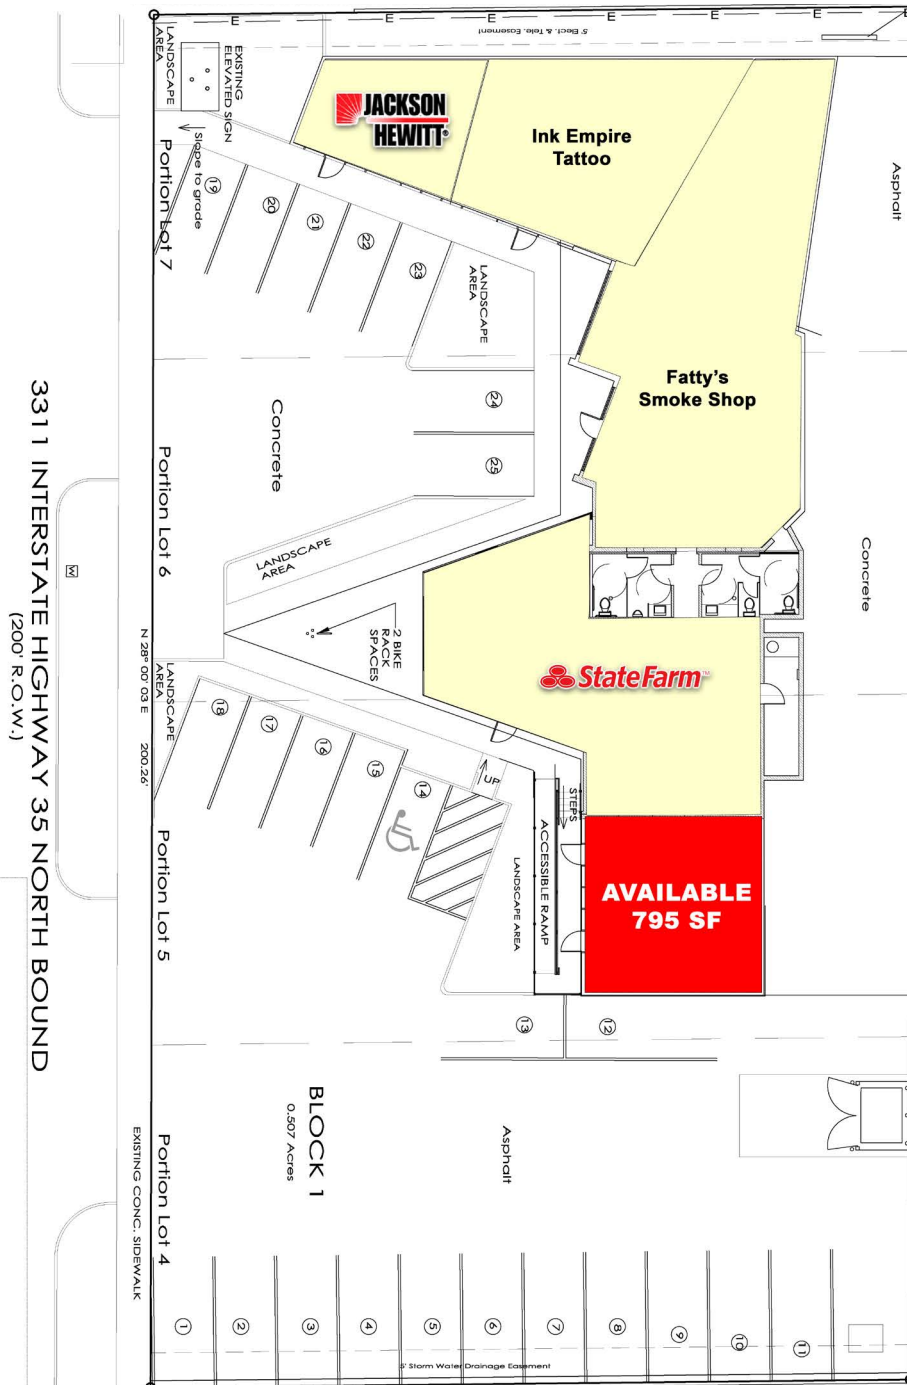 E
E
E
E
E
E
5' Elect. & Tele. Easement
LANDSCAPE
AREA
EXISTING
ELEVATED SIGN
Slope to grade
Portion Lot 7
JACKSON
HEWITT®
Ink Empire
Tattoo
Asphalt
19
20
21
22
23
LANDSCAPE
AREA
Fatty's
Smoke Shop
24
25
Concrete
Portion Lot 6
LANDSCAPE
AREA
Concrete
3311 INTERSTATE HIGHWAY 35 NORTH BOUND
(200' R.O.W.)
N 28° 00' 03 E 200.26'
2 BIKE
RACK
SPACES
StateFarm™
LANDSCAPE
AREA
18
17
16
15
14
UP
STEPS
ACCESSIBLE RAMP
LANDSCAPE AREA
AVAILABLE
795 SF
Portion Lot 5
13
12
BLOCK 1
0.507 Acres
Asphalt
Portion Lot 4
EXISTING CONC. SIDEWALK
1
2
3
4
5
6
7
8
9
10
11
5' Storm Water Drainage Easement